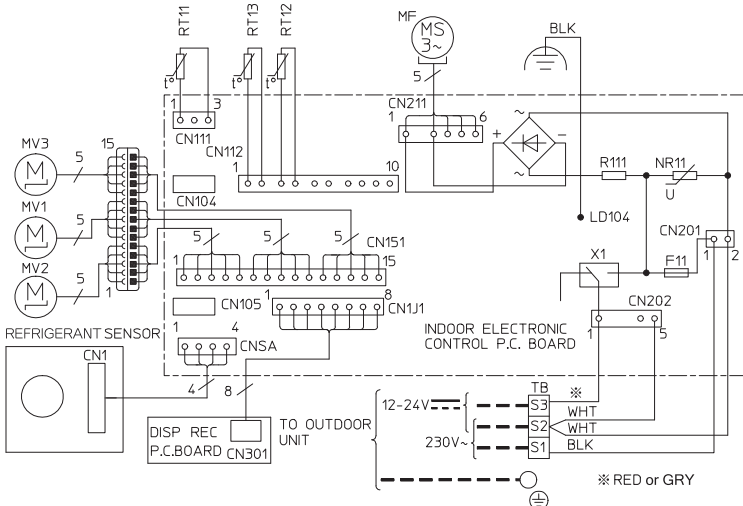 RT11
RT13
RT12
MF
MS
3~
BLK
5
t°
t°
t°
1
3
CN111
CN211
1
6
~
+
−
~
R111
NR11
U
MV3
15
5
M
CN112
1
10
CN104
LD104
MV1
5
M
CN201
1
2
5
5
5
CN151
1
15
X1
F11
MV2
5
M
1
CN105
1
8
CN1J1
CN202
1
5
REFRIGERANT SENSOR
CN1
1
4
CNSA
INDOOR ELECTRONIC
CONTROL P.C. BOARD
4
8
DISP REC
P.C.BOARD
CN301
TO OUTDOOR
UNIT
12-24V
230V~
TB
S3
S2
S1
※
WHT
WHT
BLK
※ RED or GRY